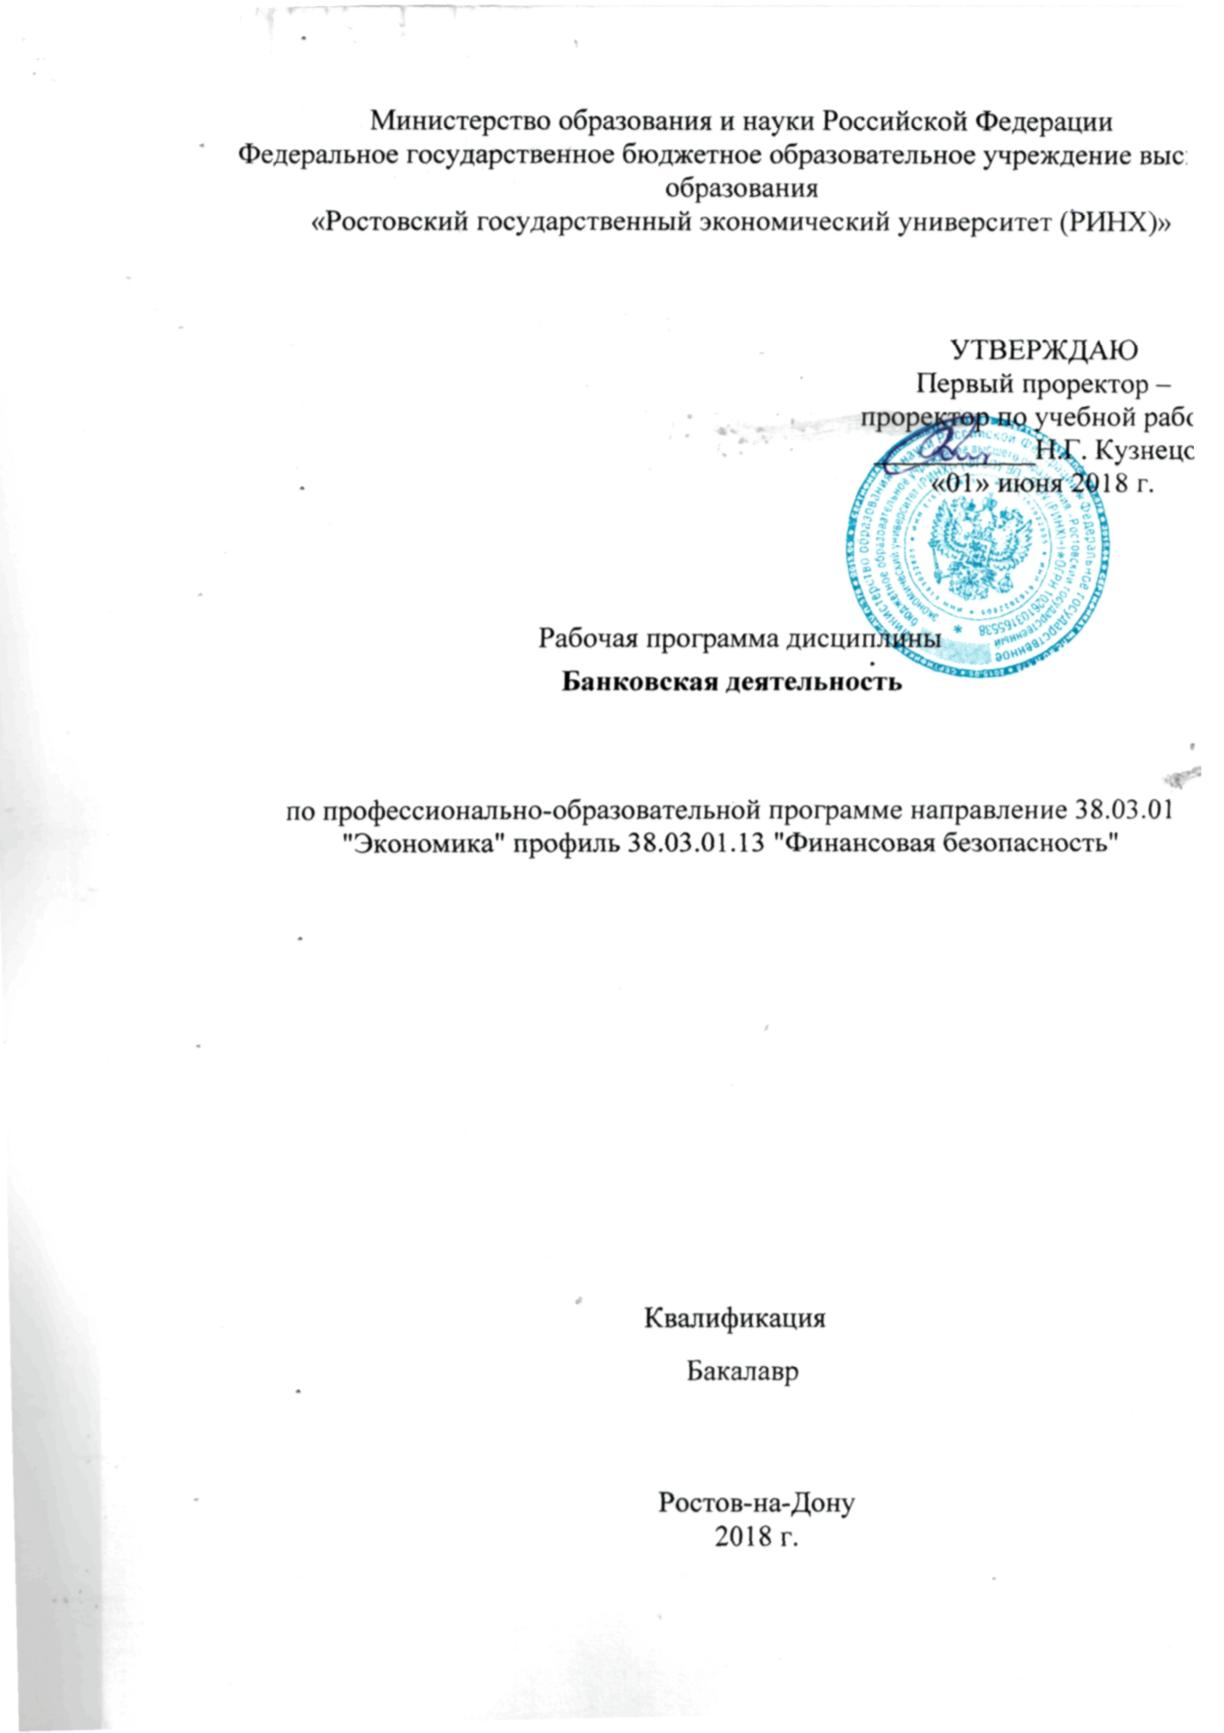 Министерство образования и науки Российской Федерации
Федеральное государственное бюджетное образовательное учреждение выс
образования
«Ростовский государственный экономический университет (РИНХ)»
УТВЕРЖДАЮ
Первый проректор –
проректор по учебной рабо
Н.Г. Кузнецо
«01» июня 2018 г.
Рабочая программа дисциплины
Банковская деятельность
по профессионально-образовательной программе направление 38.03.01
"Экономика" профиль 38.03.01.13 "Финансовая безопасность"
Квалификация
Бакалавр
Ростов-на-Дону
2018 г.